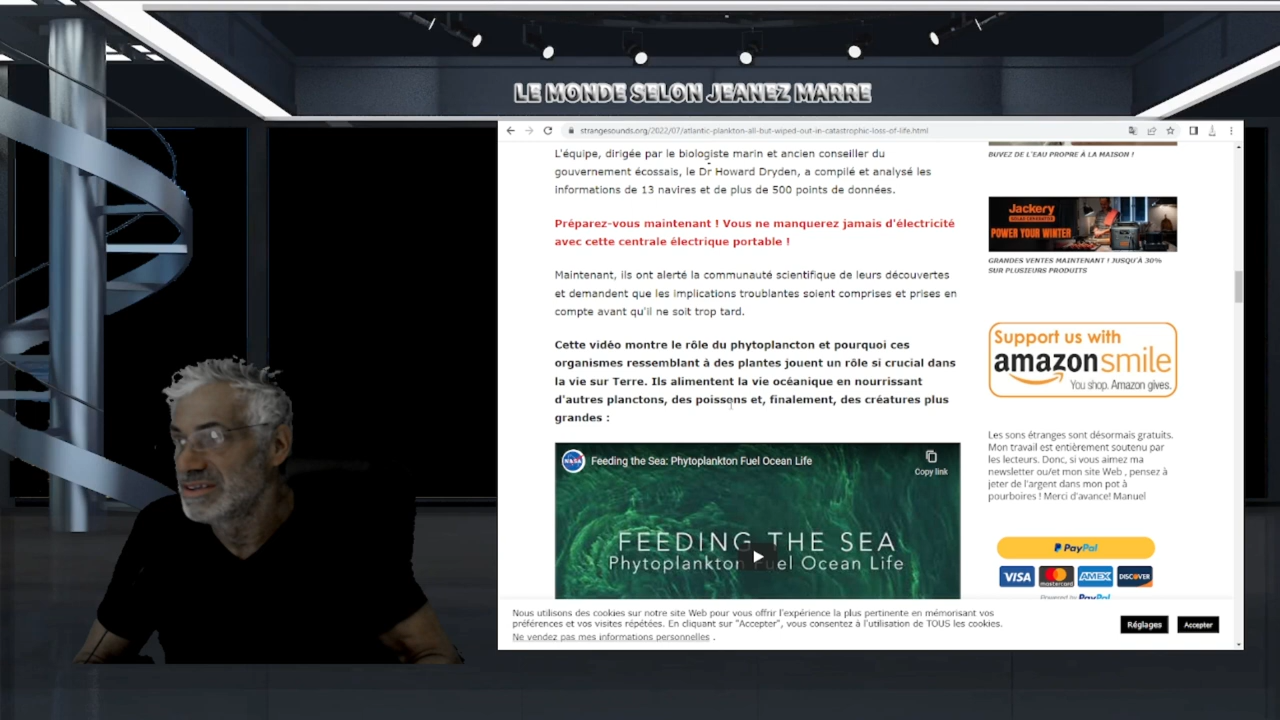 LE MONDE SELON JEANEZ MARRE
strangesounds.org/2022/07/atlantic-plankton-all-but-wiped-out-in-catastrophic-loss-of-life.html
L'équipe, dirigée par le biologiste marin et ancien conseiller du
gouvernement écossais, le Dr Howard Dryden, a compilé et analysé les
informations de 13 navires et de plus de 500 points de données.
Préparez-vous maintenant ! Vous ne manquerez jamais d'électricité
avec cette centrale électrique portable !
Maintenant, ils ont alerté la communauté scientifique de leurs découvertes
et demandent que les implications troublantes soient comprises et prises en
compte avant qu'il ne soit trop tard.
Cette vidéo montre le rôle du phytoplancton et pourquoi ces
organismes ressemblant à des plantes jouent un rôle si crucial dans
la vie sur Terre. Ils alimentent la vie océanique en nourrissant
d'autres planctons, des poissons et, finalement, des créatures plus
grandes :
NASA
Feeding the Sea: Phytoplankton Fuel Ocean Life
Copy link
FEEDING THE SEA
Phytoplankton Fuel Ocean Life
BUVEZ DE L'EAU PROPRE À LA MAISON !
Jackery
POWER YOUR WINTER
GRANDES VENTES MAINTENANT ! JUSQU'À 30%
SUR PLUSIEURS PRODUITS
Support us with
amazonsmile
You shop. Amazon gives.
Les sons étranges sont désormais gratuits.
Mon travail est entièrement soutenu par
les lecteurs. Donc, si vous aimez ma
newsletter ou/et mon site Web , pensez à
jeter de l'argent dans mon pot à
pourboires ! Merci d'avance! Manuel
PayPal
VISA
mastercard
AMEX
DISCOVER
Powered by PayPal
Nous utilisons des cookies sur notre site Web pour vous offrir l'expérience la plus pertinente en mémorisant vos
préférences et vos visites répétées. En cliquant sur "Accepter", vous consentez à l'utilisation de TOUS les cookies.
Ne vendez pas mes informations personnelles .
Réglages
Accepter